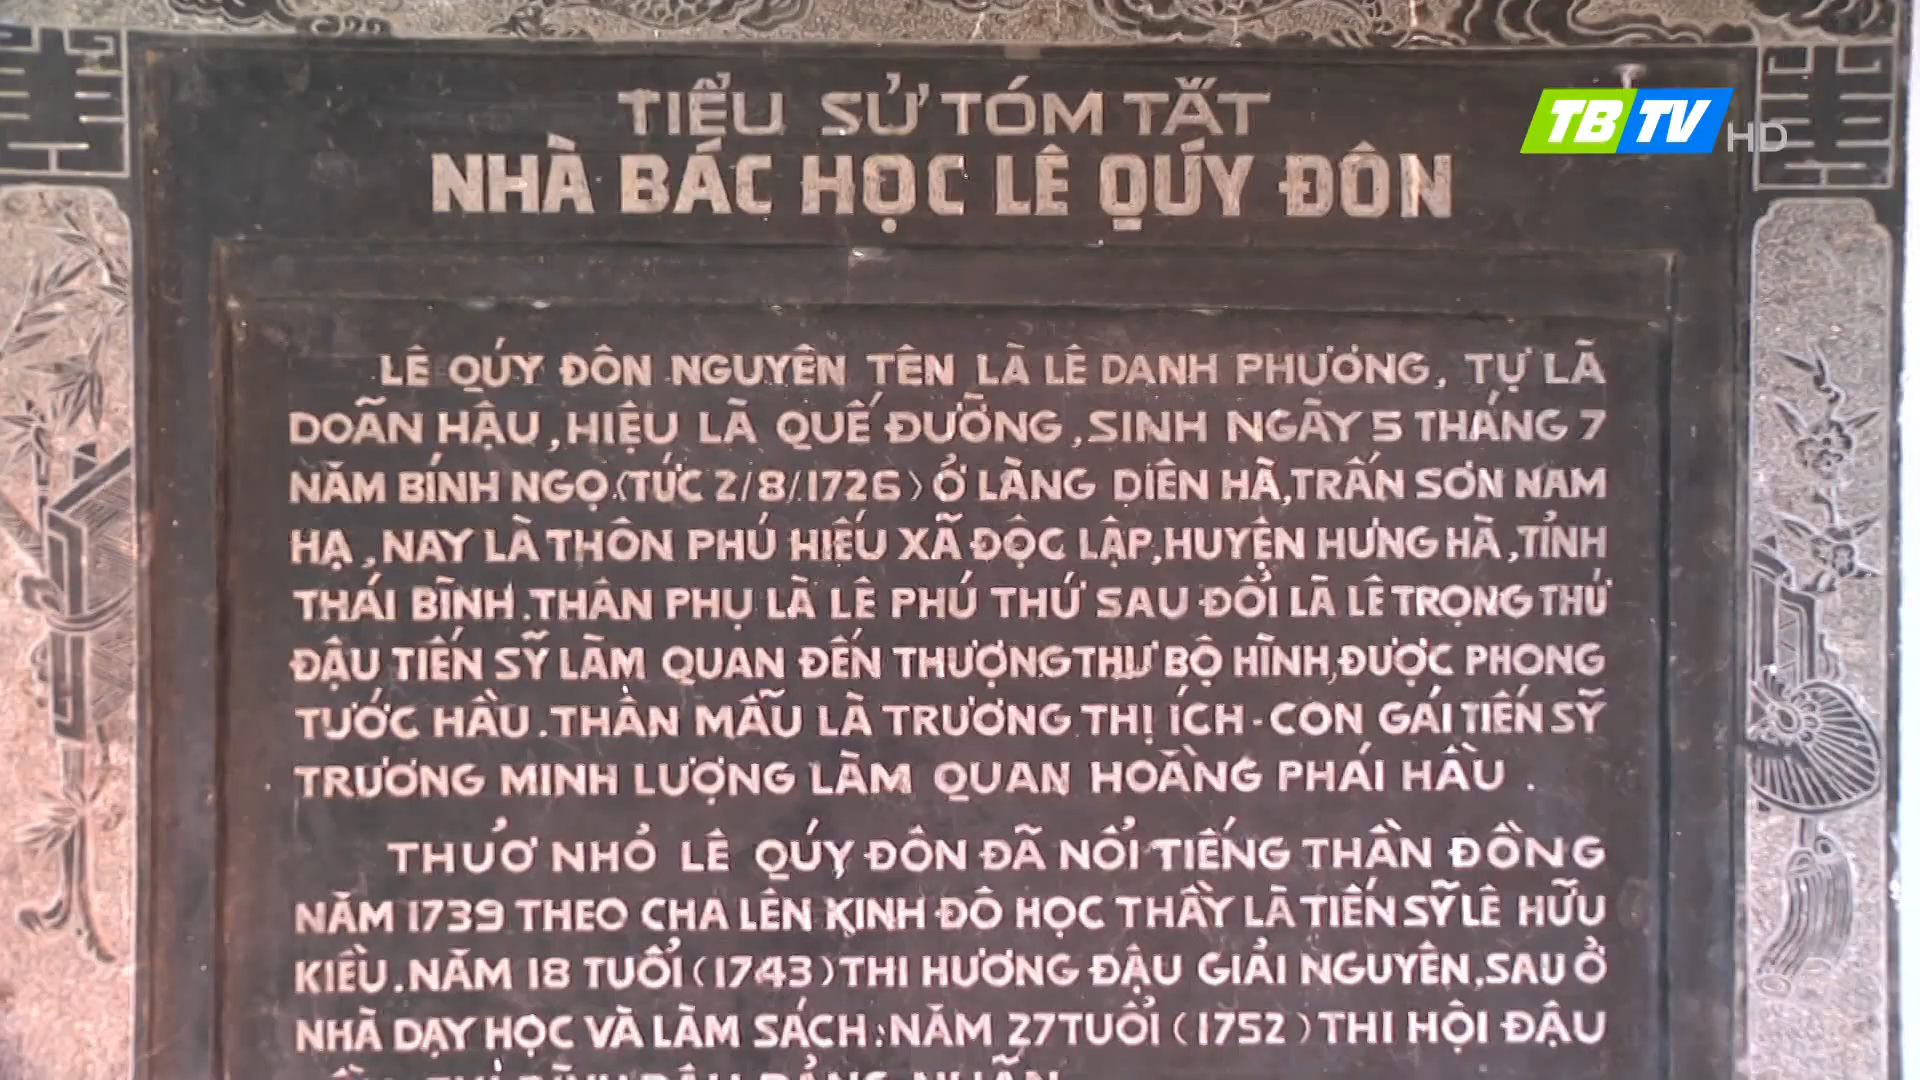 TIỂU SỬ TÓM TẮT
TBTV HD
NHÀ BÁC HỌC LÊ QÚY ĐÔN
LÊ QÚY ĐÔN NGUYÊN TÊN LÀ LÊ DANH PHƯƠNG, TỰ LÀ
DOÃN HẬU, HIỆU LÀ QUẾ ĐƯỜNG, SINH NGÀY 5 THÁNG 7
NĂM BÍNH NGỌ (TỨC 2/8/1726) Ở LÀNG DIÊN HÀ, TRẤN SƠN NAM
HẠ, NAY LÀ THÔN PHÚ HIẾU XÃ ĐỘC LẬP, HUYỆN HƯNG HÀ, TỈNH
THÁI BÌNH. THÂN PHỤ LÀ LÊ PHÚ THỨ SAU ĐỔI LÀ LÊ TRỌNG THỨ
ĐẬU TIẾN SỸ LÀM QUAN ĐẾN THƯỢNG THƯ BỘ HÌNH, ĐƯỢC PHONG
TƯỚC HẦU. THÂN MẪU LÀ TRƯƠNG THỊ ÍCH - CON GÁI TIẾN SỸ
TRƯƠNG MINH LƯỢNG LÀM QUAN HOẰNG PHÁI HẦU.
THUỞ NHỎ LÊ QÚY ĐÔN ĐÃ NỔI TIẾNG THẦN ĐỒNG
NĂM 1739 THEO CHA LÊN KINH ĐÔ HỌC THẦY LÀ TIẾN SỸ LÊ HỮU
KIỀU. NĂM 18 TUỔI (1743) THI HƯƠNG ĐẬU GIẢI NGUYÊN, SAU Ở
NHÀ DẠY HỌC VÀ LÀM SÁCH: NĂM 27 TUỔI (1752) THI HỘI ĐẬU